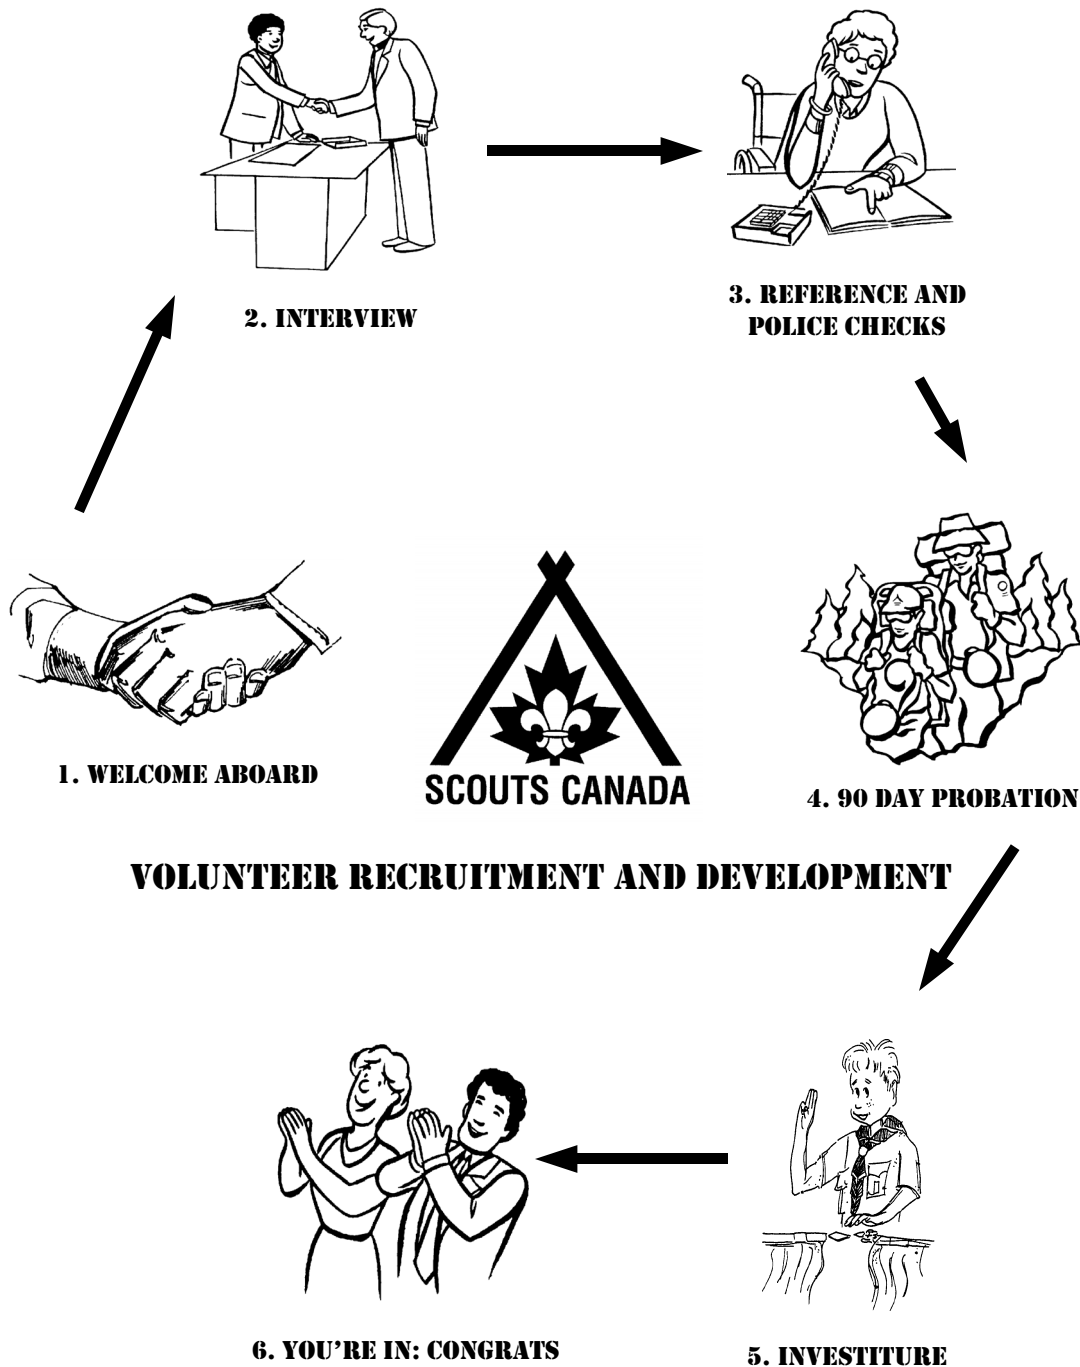 2. INTERVIEW
3. REFERENCE AND
POLICE CHECKS
1. WELCOME ABOARD
SCOUTS CANADA
4. 90 DAY PROBATION
VOLUNTEER RECRUITMENT AND DEVELOPMENT
6. YOU'RE IN: CONGRATS
5. INVESTITURE